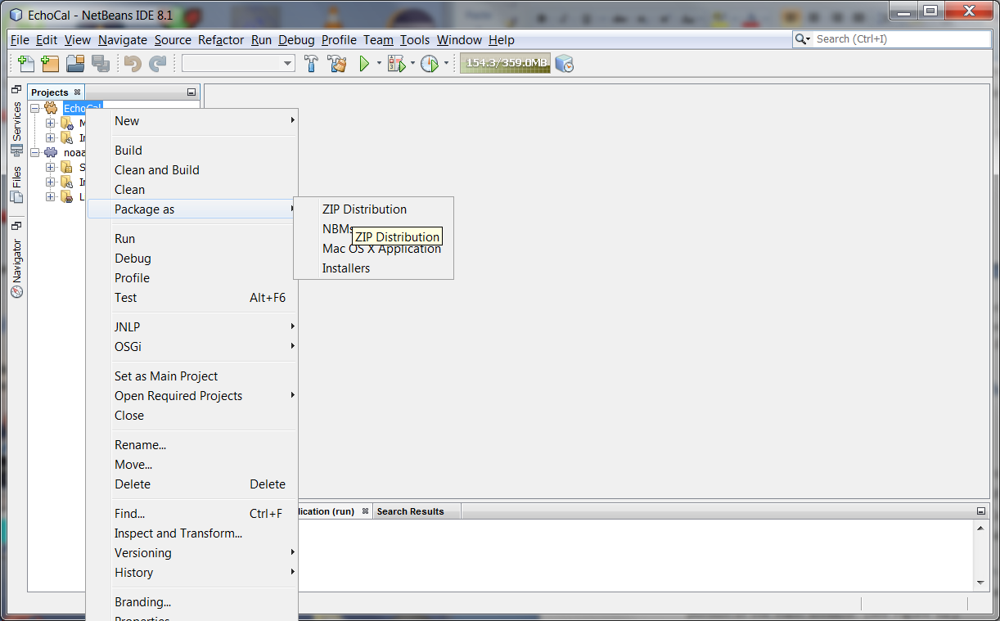 EchoCal - NetBeans IDE 8.1
File Edit View Navigate Source Refactor Run Debug Profile Team Tools Window Help
Search (Ctrl+I)
154.3/359.0MB
Projects
Services
Files
Navigator
EchoCal
M
In
noaa
S
In
L
New
Build
Clean and Build
Clean
Package as
Run
Debug
Profile
Test Alt+F6
JNLP
OSGi
Set as Main Project
Open Required Projects
Close
Rename...
Move...
Delete Delete
Find... Ctrl+F
Inspect and Transform...
Versioning
History
Branding...
Properties
ZIP Distribution
NBMs
ZIP Distribution
Mac OS X Application
Installers
lication (run)
Search Results